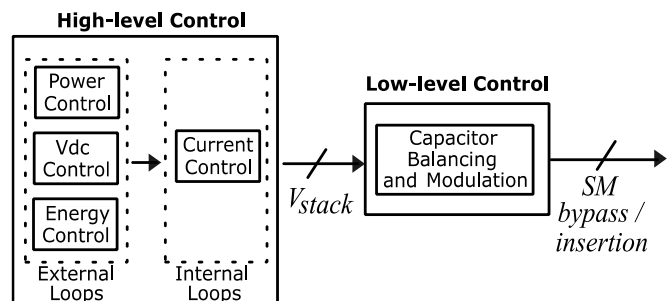 High-level Control
Power
Control
Vdc
Control
Energy
Control
External
Loops
Current
Control
Internal
Loops
Vstack
Low-level Control
Capacitor
Balancing
and Modulation
SM
bypass /
insertion